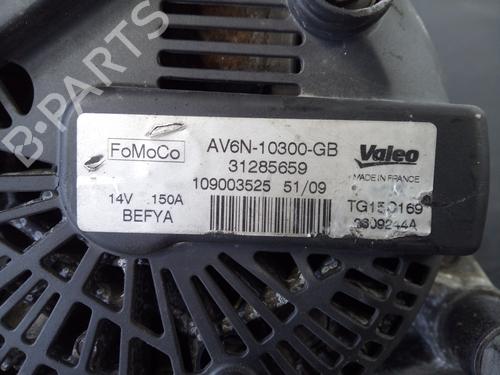 B-PARTS
FoMoCo
AV6N-10300-GB
31285659
109003525 51/09
14V 150A
BEFYA
Valeo
MADE IN FRANCE
TG15C169